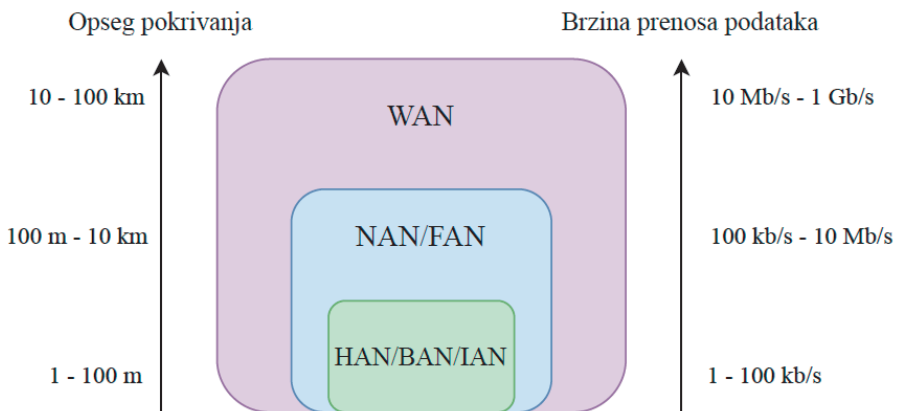 Opseg pokrivanja
Brzina prenosa podataka
10 - 100 km
WAN
10 Mb/s - 1 Gb/s
100 m - 10 km
NAN/FAN
100 kb/s - 10 Mb/s
HAN/BAN/IAN
1 - 100 m
1 - 100 kb/s